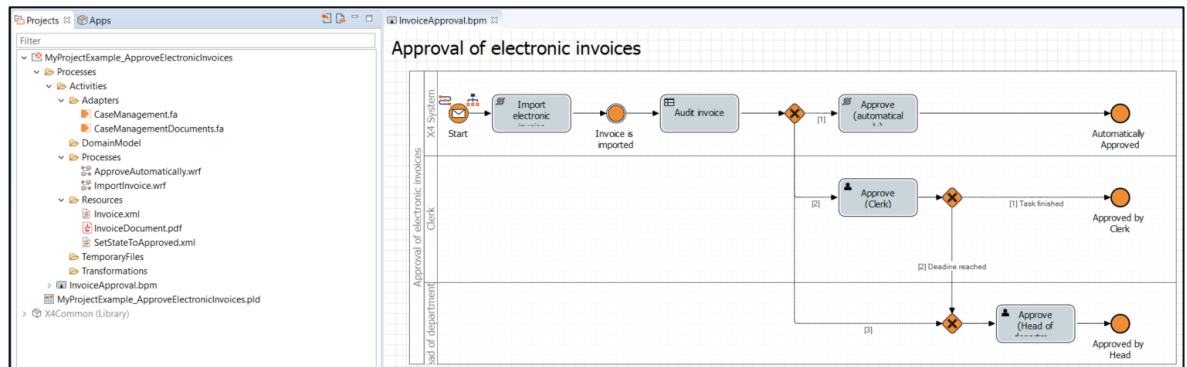 Projects
Apps
InvoiceApproval.bpm
Filter
MyProjectExample_ApproveElectronicInvoices
Processes
Activities
Adapters
CaseManagement.fa
CaseManagementDocuments.fa
DomainModel
Processes
ApproveAutomatically.wrf
ImportInvoice.wrf
Resources
Invoice.xml
InvoiceDocument.pdf
SetStateToApproved.xml
TemporaryFiles
Transformations
InvoiceApproval.bpm
MyProjectExample_ApproveElectronicInvoices.pld
X4Common (Library)
Approval of electronic invoices
Approval of electronic invoices
X4 System
Start
Import
electronic
Invoice is
imported
Audit invoice
[1]
Approve
(automatical
Automatically
Approved
Clerk
[2]
Approve
(Clerk)
[1] Task finished
Approved by
Clerk
[2] Deadine reached
ead of department
[3]
Approve
(Head of
Approved by
Head